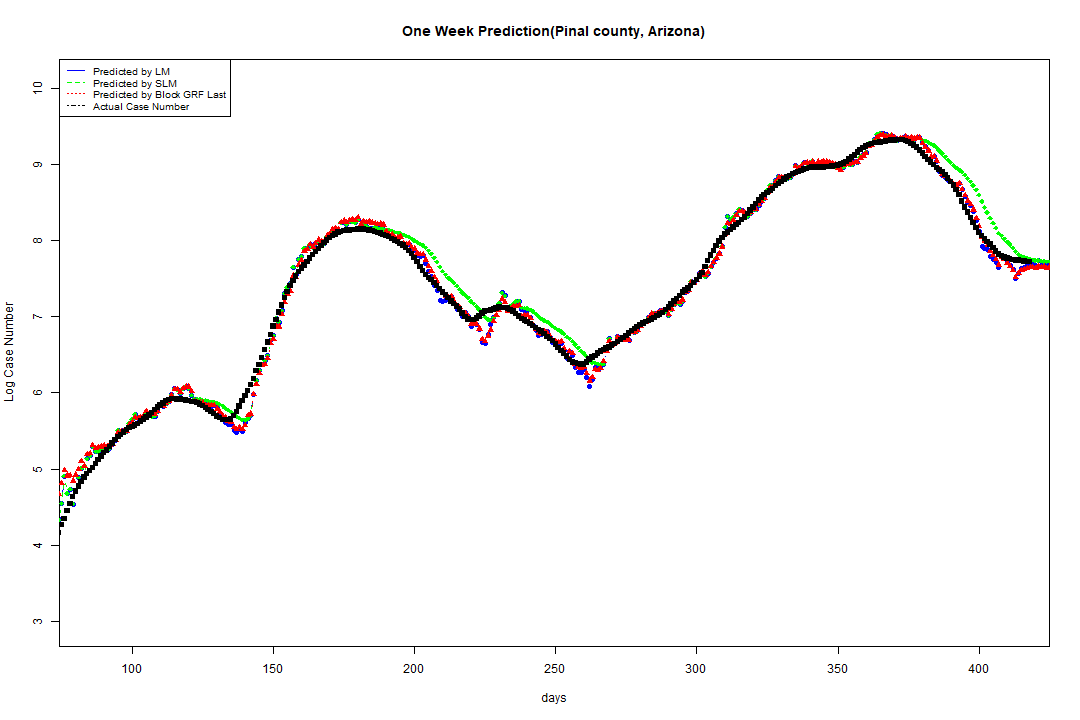 One Week Prediction(Pinal county, Arizona)
Predicted by LM
Predicted by SLM
Predicted by Block GRF Last
Actual Case Number
10
9
8
7
6
5
4
3
Log Case Number
100 150 200 250 300 350 400
days